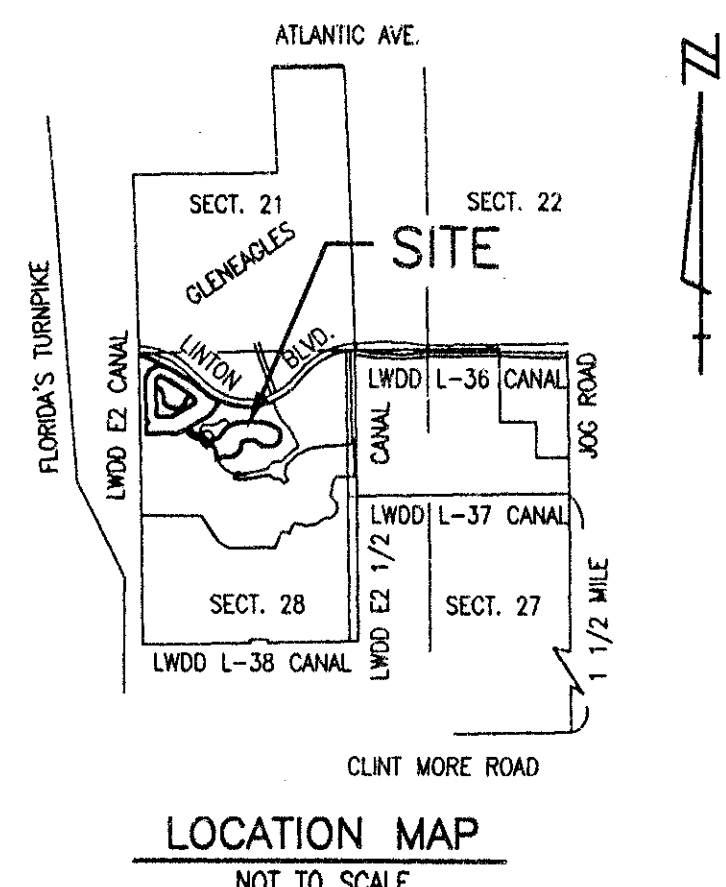 ATLANTIC AVE.
N
SECT. 21
SECT. 22
GLENEAGLES
SITE
FLORIDA'S TURNPIKE
LWDD E2 CANAL
LINTON BLVD.
LWDD L-36 CANAL
CANAL
JOG ROAD
LWDD L-37 CANAL
LWDD E2 1/2
SECT. 28
SECT. 27
1 1/2 MILE
LWDD L-38 CANAL
CLINT MORE ROAD
LOCATION MAP
NOT TO SCALE